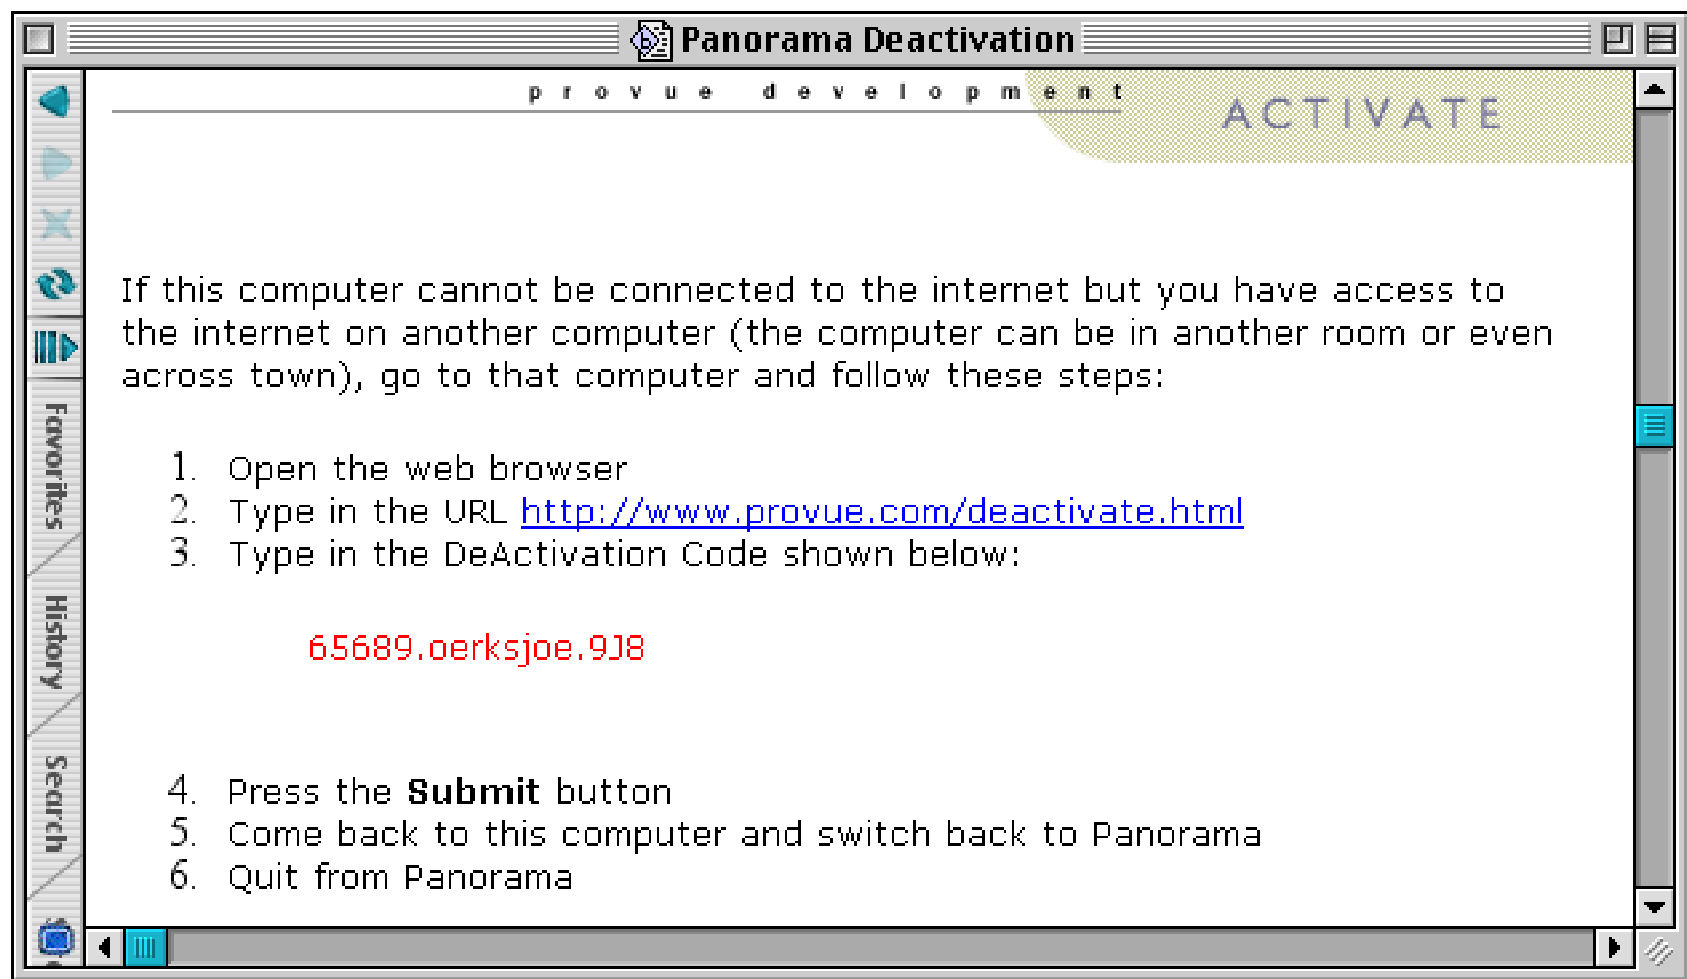 Panorama Deactivation
provue development
ACTIVATE
If this computer cannot be connected to the internet but you have access to
the internet on another computer (the computer can be in another room or even
across town), go to that computer and follow these steps:
1. Open the web browser
2. Type in the URL http://www.provue.com/deactivate.html
3. Type in the DeActivation Code shown below:
65689.oerksjoe.9J8
4. Press the Submit button
5. Come back to this computer and switch back to Panorama
6. Quit from Panorama
Favorites
History
Search